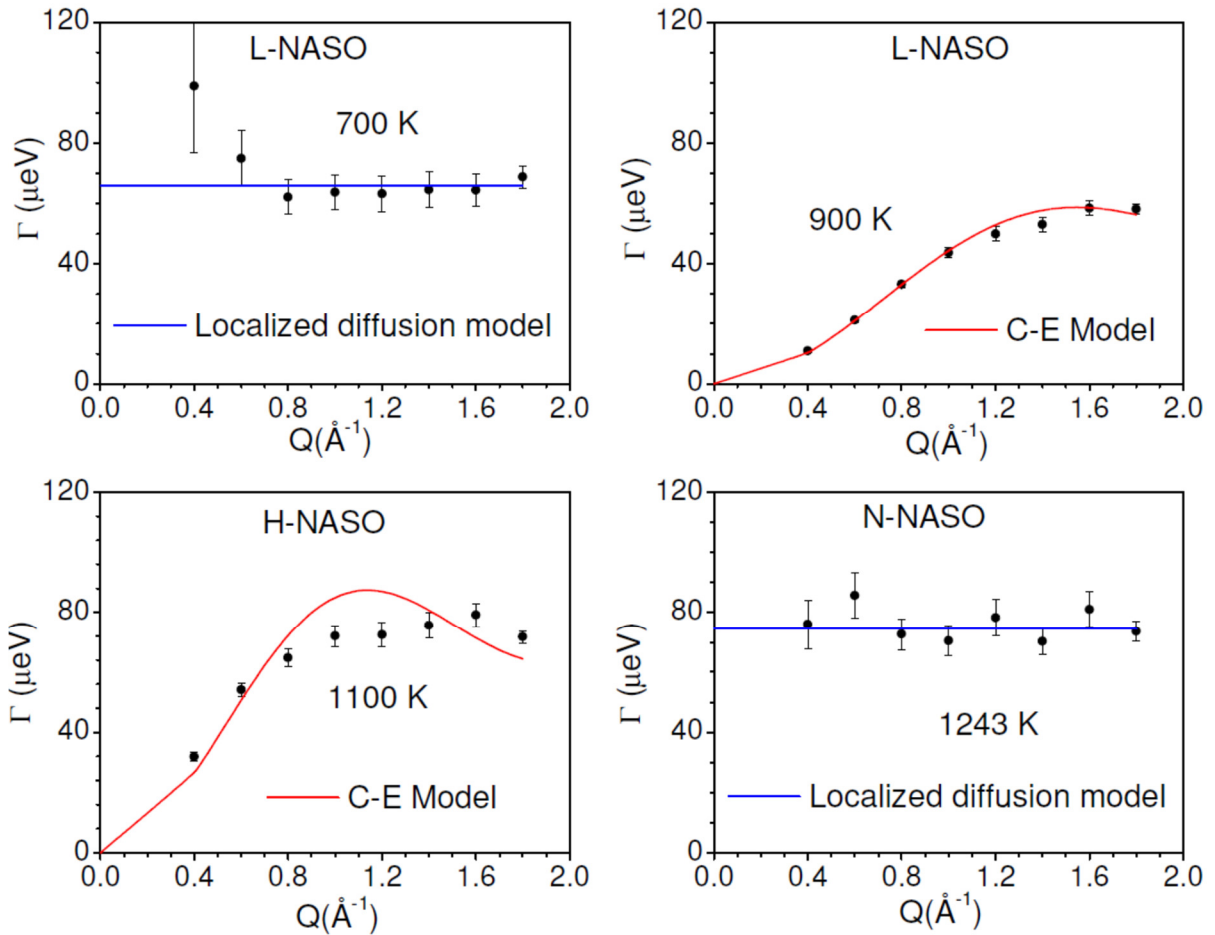 120
L-NASO
700 K
80
Γ (μeV)
40
Localized diffusion model
0
0.0 0.4 0.8 1.2 1.6 2.0
Q(Å⁻¹)
120
L-NASO
80
Γ (μeV)
900 K
40
C-E Model
0
0.0 0.4 0.8 1.2 1.6 2.0
Q(Å⁻¹)
120
H-NASO
80
Γ (μeV)
1100 K
40
C-E Model
0
0.0 0.4 0.8 1.2 1.6 2.0
Q(Å⁻¹)
120
N-NASO
80
Γ (μeV)
1243 K
40
Localized diffusion model
0
0.0 0.4 0.8 1.2 1.6 2.0
Q(Å⁻¹)